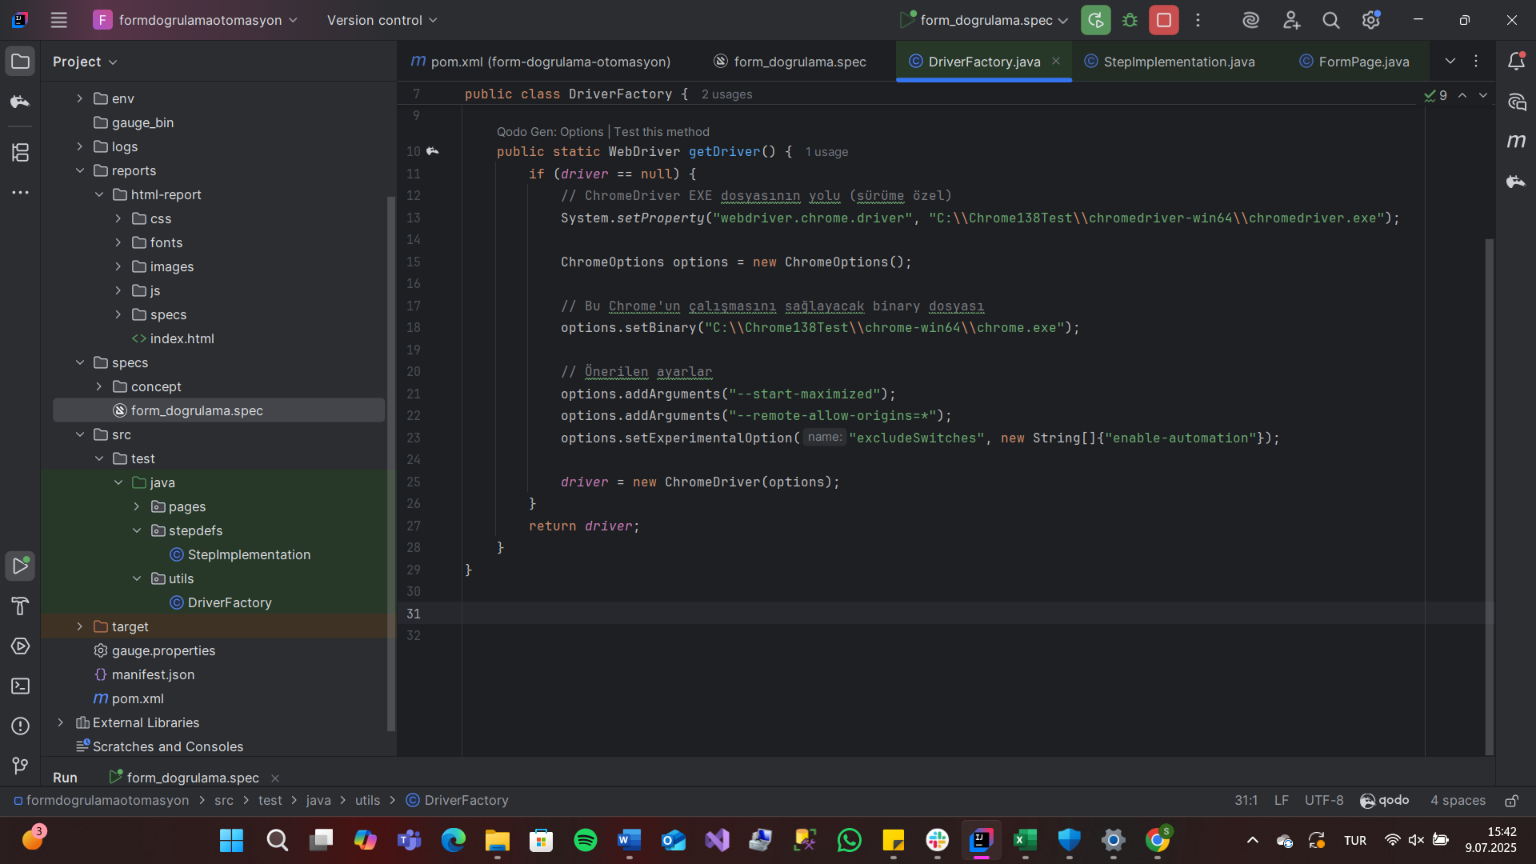 F formdogrulamaotomasyon
Version control
form_dogrulama.spec
Project
pom.xml (form-dogrulama-otomasyon)
form_dogrulama.spec
DriverFactory.java
StepImplementation.java
FormPage.java
env
gauge_bin
logs
reports
html-report
css
fonts
images
js
specs
index.html
specs
concept
form_dogrulama.spec
src
test
java
pages
stepdefs
StepImplementation
utils
DriverFactory
target
gauge.properties
manifest.json
pom.xml
External Libraries
Scratches and Consoles
7 public class DriverFactory { 2 usages
9
9
Qodo Gen: Options | Test this method
10 public static WebDriver getDriver() { 1 usage
11 if (driver == null) {
12 // ChromeDriver EXE dosyasının yolu (sürüme özel)
13 System.setProperty("webdriver.chrome.driver", "C:\\Chrome138Test\\chromedriver-win64\\chromedriver.exe");
14
15 ChromeOptions options = new ChromeOptions();
16
17 // Bu Chrome'un çalışmasını sağlayacak binary dosyası
18 options.setBinary("C:\\Chrome138Test\\chrome-win64\\chrome.exe");
19
20 // Önerilen ayarlar
21 options.addArguments("--start-maximized");
22 options.addArguments("--remote-allow-origins=*");
23 options.setExperimentalOption( name: "excludeSwitches", new String[]{"enable-automation"});
24
25 driver = new ChromeDriver(options);
26 }
27 return driver;
28 }
29 }
30
31
32
Run form_dogrulama.spec
formdogrulamaotomasyon > src > test > java > utils > DriverFactory
31:1 LF UTF-8 qodo 4 spaces
3
TUR
15:42
9.07.2025